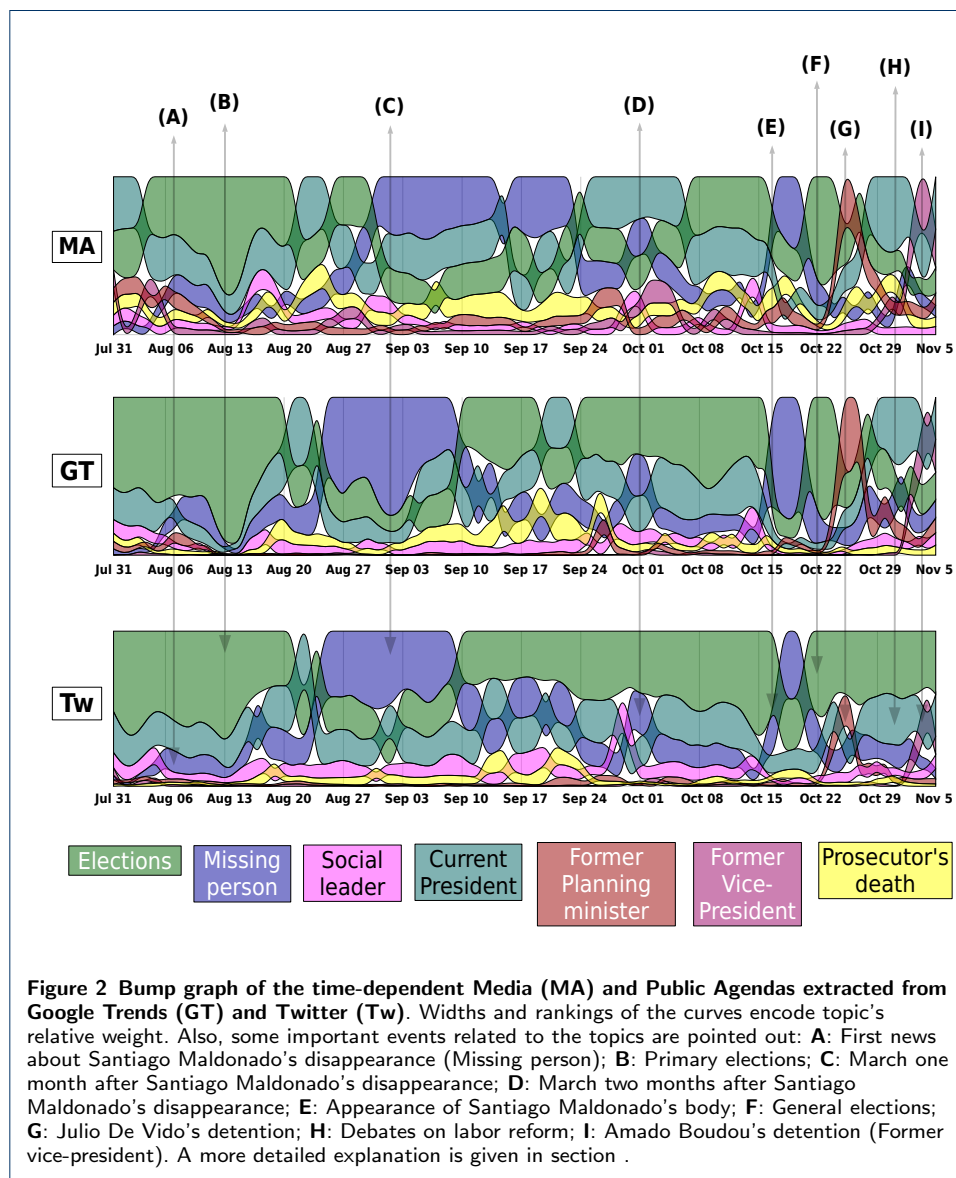 (F)
(H)
(B)
(C)
(D)
(A)
(E)
(G)
(I)
MA
Jul 31 Aug 06 Aug 13 Aug 20 Aug 27 Sep 03 Sep 10 Sep 17 Sep 24 Oct 01 Oct 08 Oct 15 Oct 22 Oct 29 Nov 5
GT
Jul 31 Aug 06 Aug 13 Aug 20 Aug 27 Sep 03 Sep 10 Sep 17 Sep 24 Oct 01 Oct 08 Oct 15 Oct 22 Oct 29 Nov 5
Tw
Jul 31 Aug 06 Aug 13 Aug 20 Aug 27 Sep 03 Sep 10 Sep 17 Sep 24 Oct 01 Oct 08 Oct 15 Oct 22 Oct 29 Nov 5
Elections
Missing
person
Social
leader
Current
President
Former
Planning
minister
Former
Vice-
President
Prosecutor's
death
Figure 2 Bump graph of the time-dependent Media (MA) and Public Agendas extracted from
Google Trends (GT) and Twitter (Tw). Widths and rankings of the curves encode topic's
relative weight. Also, some important events related to the topics are pointed out: A: First news
about Santiago Maldonado's disappearance (Missing person); B: Primary elections; C: March one
month after Santiago Maldonado's disappearance; D: March two months after Santiago
Maldonado's disappearance; E: Appearance of Santiago Maldonado's body; F: General elections;
G: Julio De Vido's detention; H: Debates on labor reform; I: Amado Boudou's detention (Former
vice-president). A more detailed explanation is given in section .